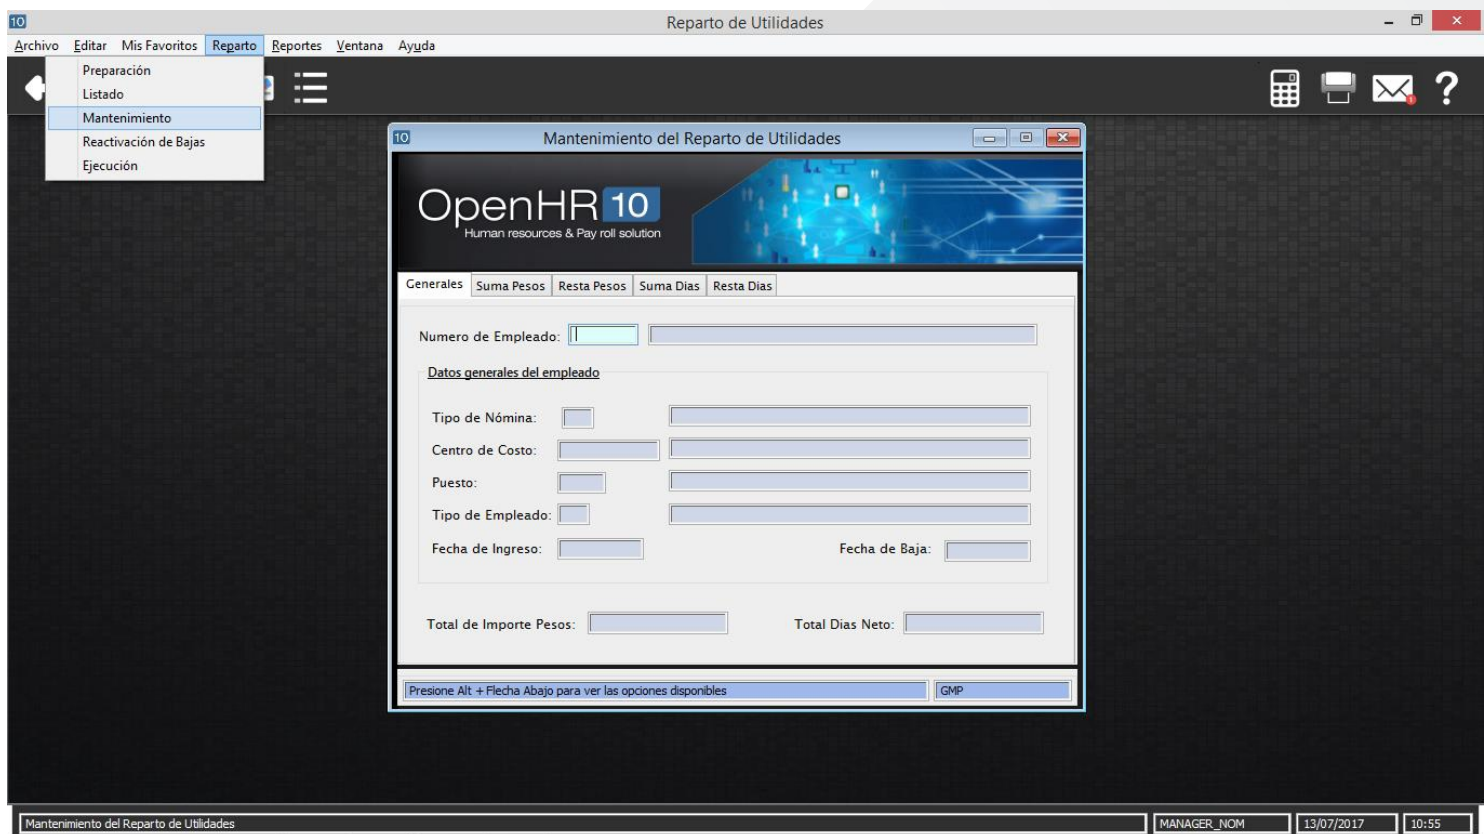 10 Reparto de Utilidades
Archivo Editar Mis Favoritos Reparto Reportes Ventana Ayuda
Preparación
Listado
Mantenimiento
Reactivación de Bajas
Ejecución
10 Mantenimiento del Reparto de Utilidades
OpenHR 10
Human resources & Pay roll solution
Generales Suma Pesos Resta Pesos Suma Dias Resta Dias
Numero de Empleado:
Datos generales del empleado
Tipo de Nómina:
Centro de Costo:
Puesto:
Tipo de Empleado:
Fecha de Ingreso: Fecha de Baja:
Total de Importe Pesos: Total Dias Neto:
Presione Alt + Flecha Abajo para ver las opciones disponibles GMP
Mantenimiento del Reparto de Utilidades MANAGER_NOM 13/07/2017 10:55